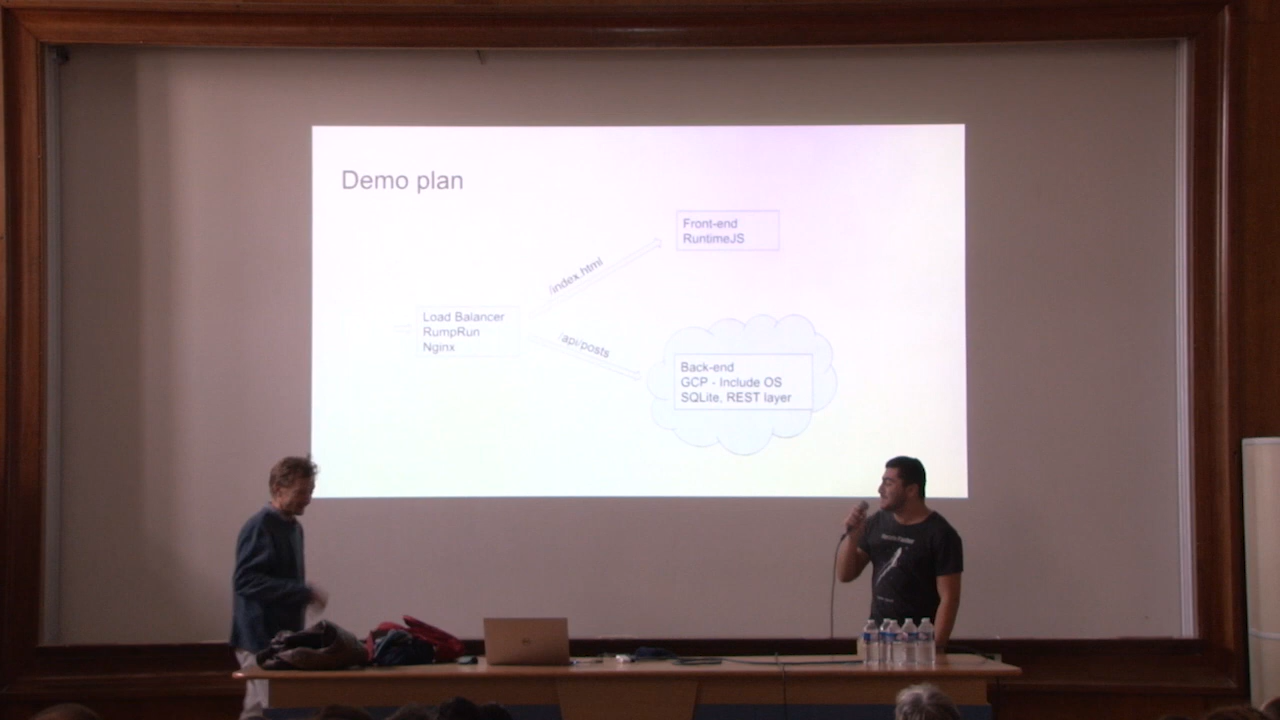 Demo plan
Front-end
RuntimeJS
/index.html
Load Balancer
RumpRun
Nginx
/api/posts
Back-end
GCP - Include OS
SQLite, REST layer